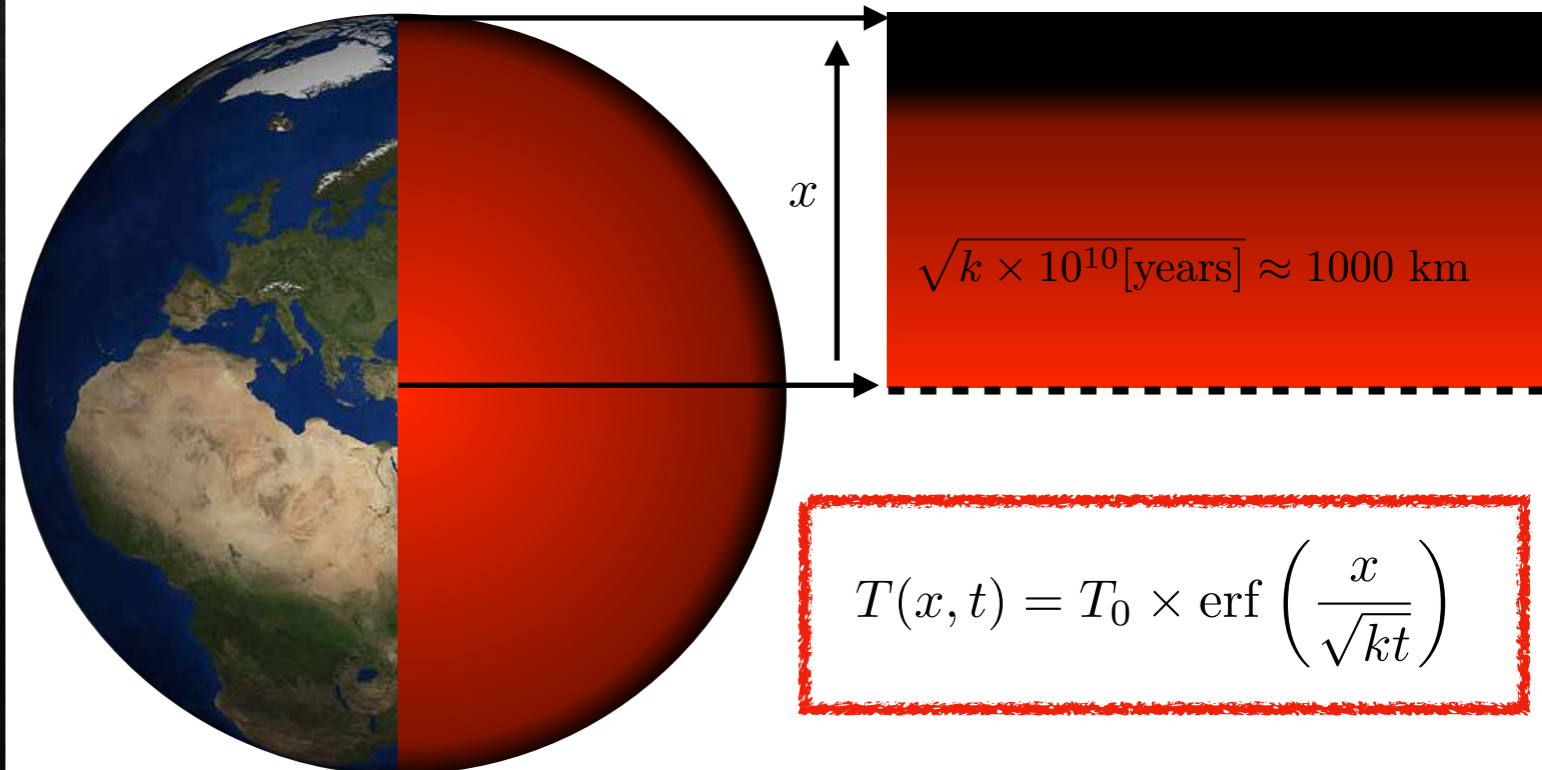 x
√(k × 10¹⁰[years]) ≈ 1000 km
T(x, t) = T₀ × erf (x / √(kt))